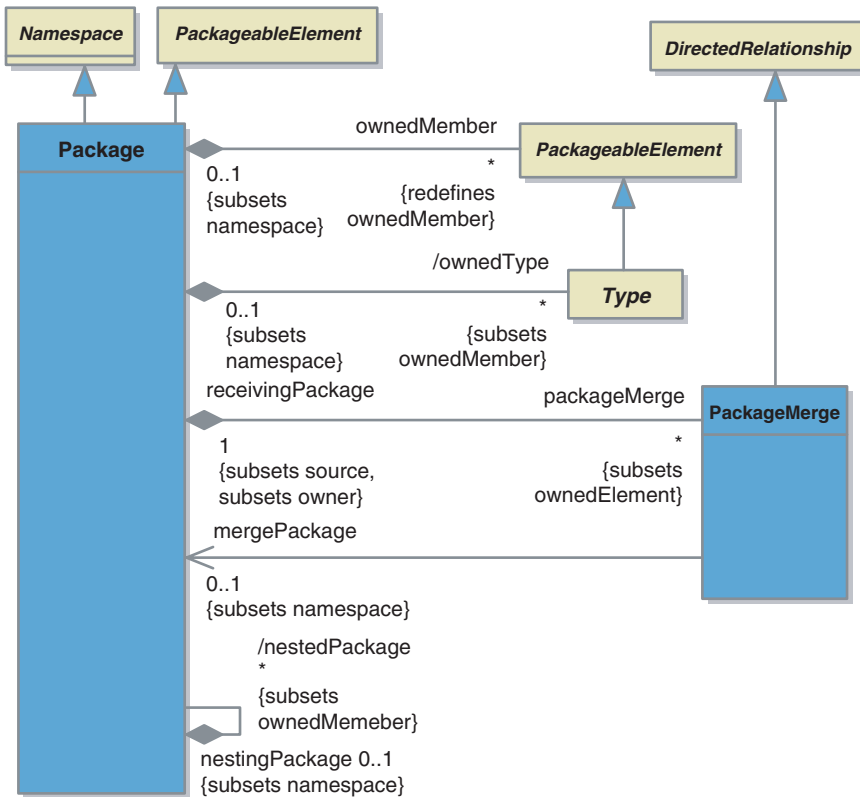 Namespace
PackageableElement
DirectedRelationship
Package
ownedMember
PackageableElement
0..1
*
{subsets
namespace}
{redefines
ownedMember}
/ownedType
Type
0..1
*
{subsets
namespace}
{subsets
ownedMember}
receivingPackage
packageMerge
PackageMerge
1
*
{subsets source,
subsets owner}
{subsets
ownedElement}
mergePackage
0..1
{subsets namespace}
/nestedPackage
*
{subsets
ownedMemeber}
nestingPackage 0..1
{subsets namespace}